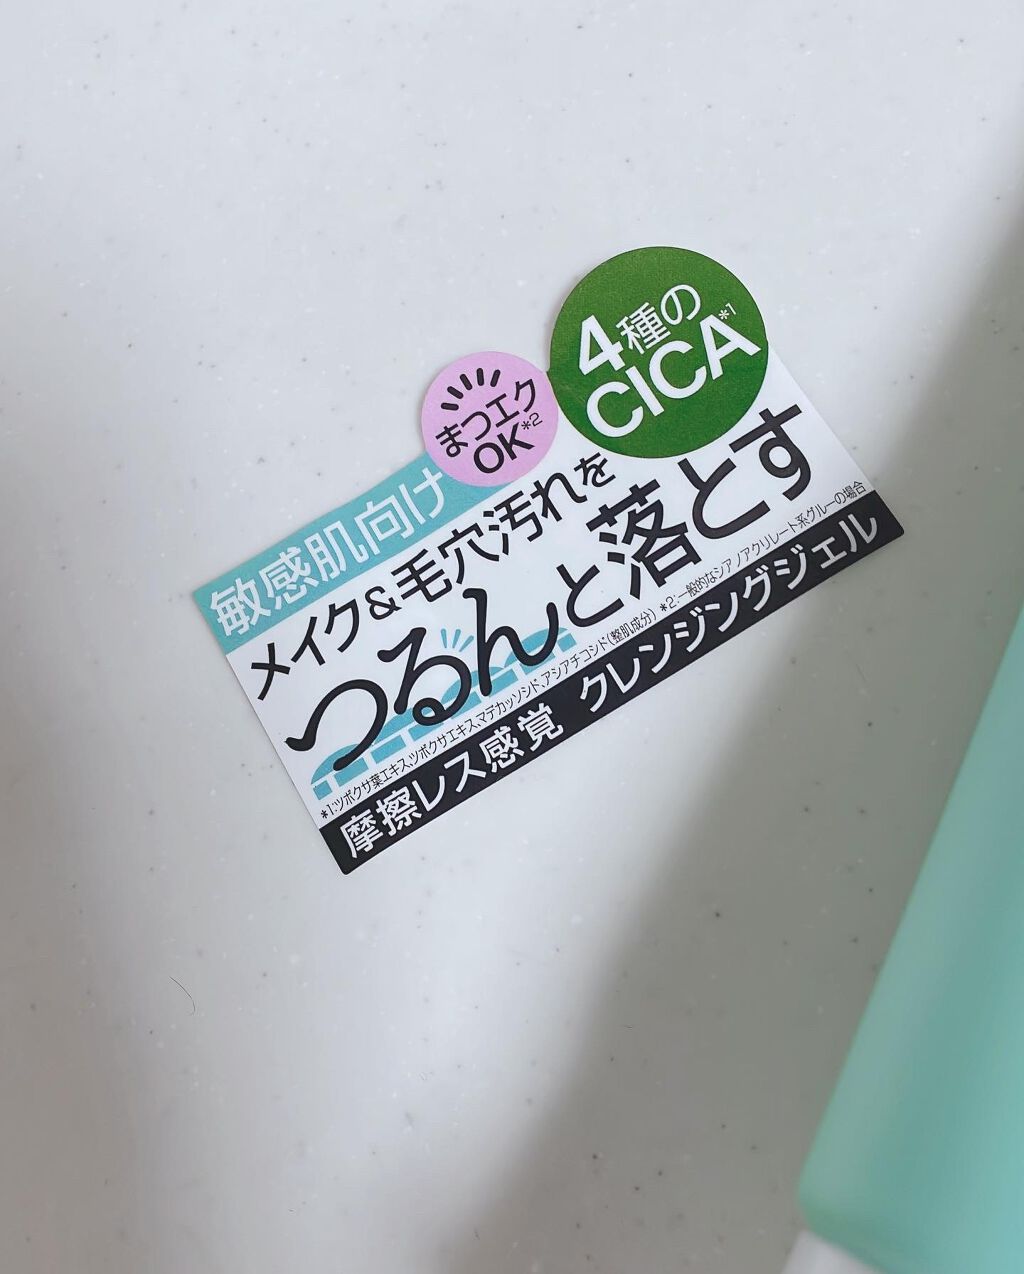 4種の
CICA*1
まつエク
OK*2
敏感肌向け
メイク&毛穴汚れを
つるんと落とす
*1:ツボクサ葉エキス、ツボクサエキス、マデカッソシド、アシアチコシド(整肌成分) *2:一般的なシアノアクリレート系グルーの場合
摩擦レス感覚 クレンジングジェル